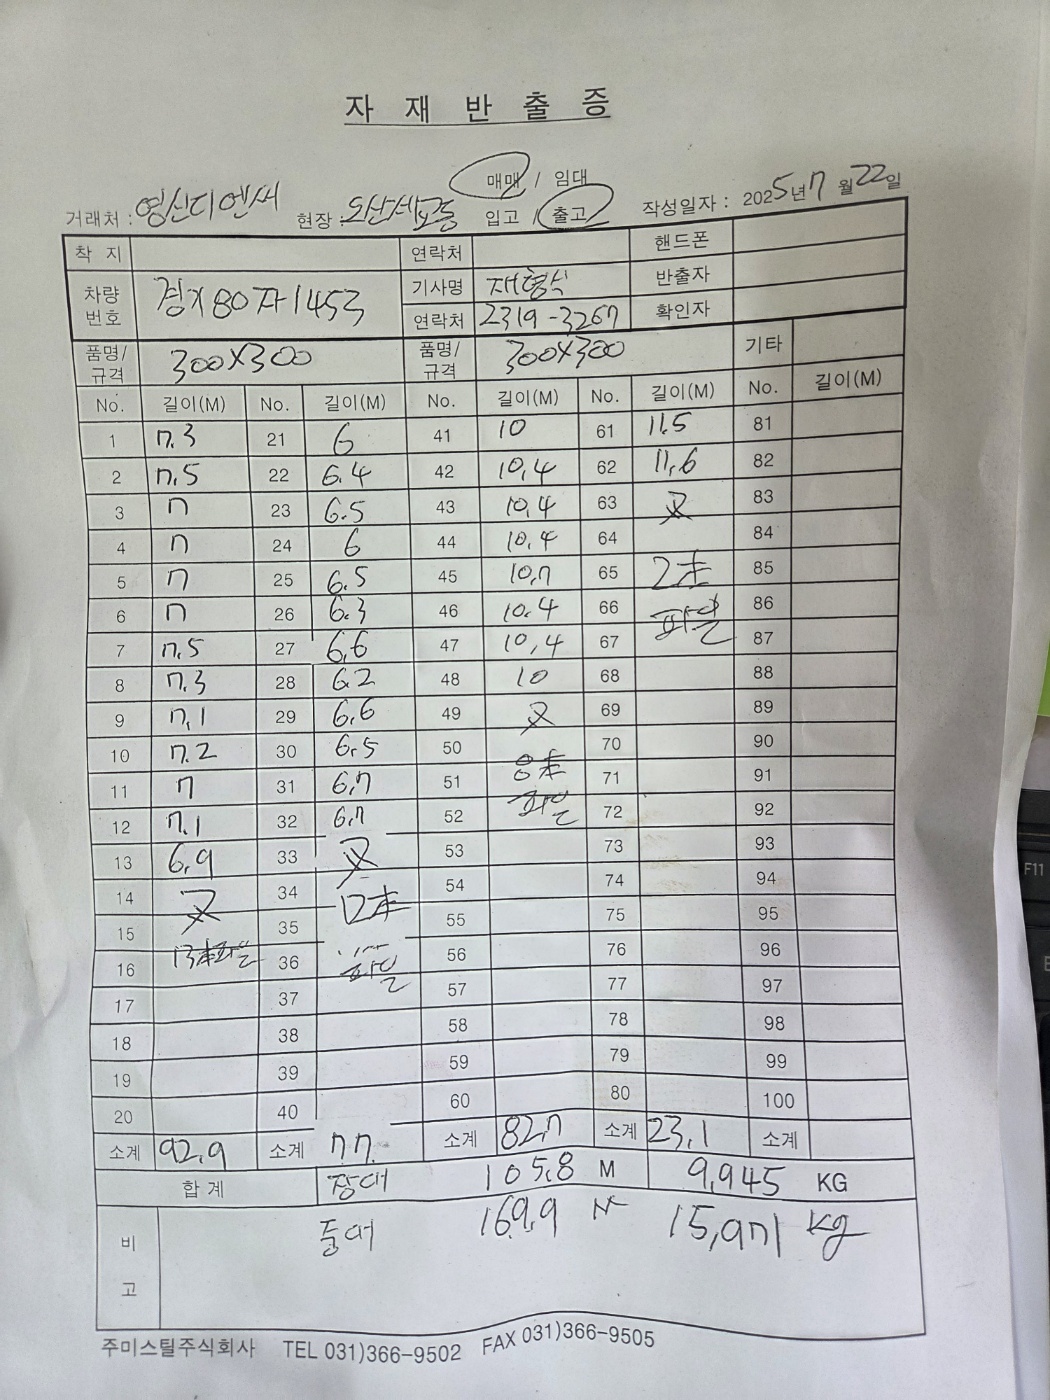 자 재 반 출 증
매매 / 임대
거래처 : 영신디엔씨 현장 : 오산세교동 입고 / 출고 작성일자 : 2025년 7월 22일
착 지 연락처 핸드폰
차량 번호 경기80자1453 기사명 재형식 반출자
연락처 2319-3267 확인자
품명/규격 300X300 품명/규격 300X300 기타
No. 길이(M) No. 길이(M) No. 길이(M) No. 길이(M) No. 길이(M)
1 7.3 21 6 41 10 61 11.5 81
2 7.5 22 6.4 42 10.4 62 11.6 82
3 7 23 6.5 43 10.4 63 83
4 7 24 6 44 10.4 64 84
5 7 25 6.5 45 10.7 65 2本 85
6 7 26 6.3 46 10.4 66 파일 86
7 7.5 27 6.6 47 10.4 67 87
8 7.3 28 6.2 48 10 68 88
9 7.1 29 6.6 49 69 89
10 7.2 30 6.5 50 70 90
11 7 31 6.7 51 8本 71 91
12 7.1 32 6.7 52 파일 72 92
13 6.9 33 53 73 93
14 34 12本 54 74 94
15 35 55 75 95
16 13本파일 36 파일 56 76 96
17 37 57 77 97
18 38 58 78 98
19 39 59 79 99
20 40 60 80 100
소계 92.9 소계 77. 소계 82.7 소계 23.1 소계
합 계 장대 105.8 M 9,945 KG
비 고 단대 169.9 M 15,971 kg
주미스틸주식회사 TEL 031)366-9502 FAX 031)366-9505